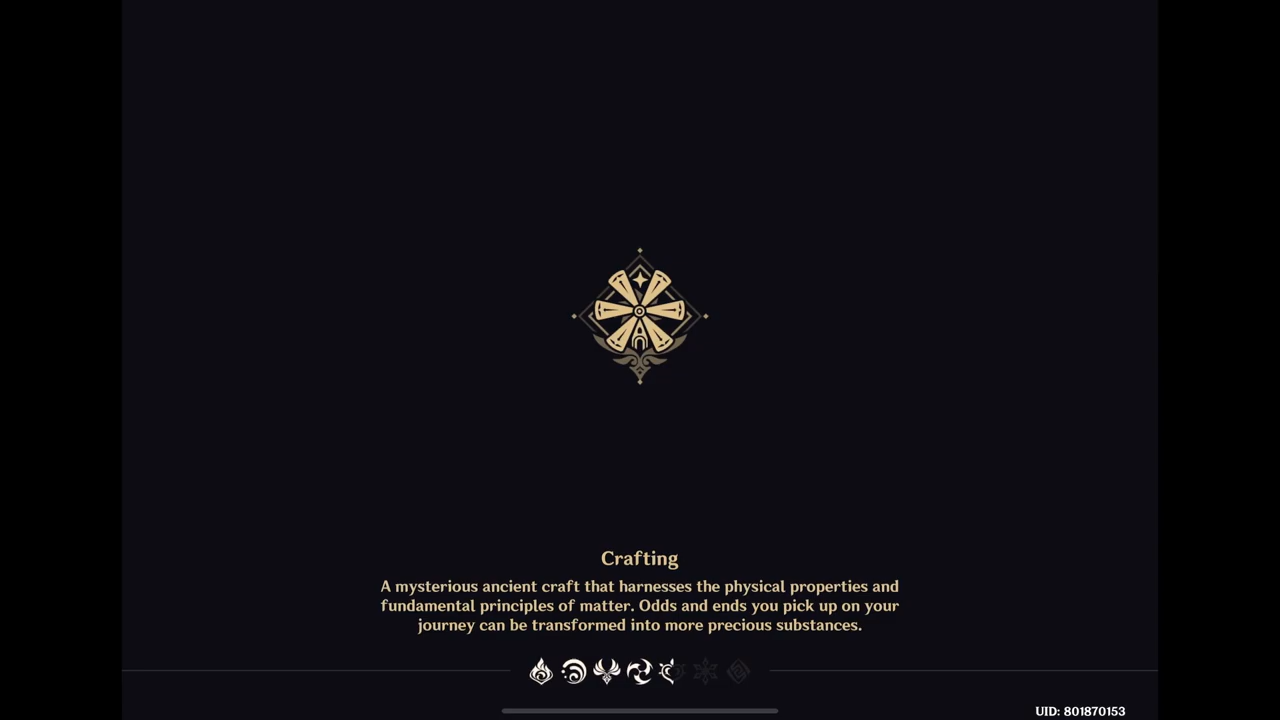 Crafting
A mysterious ancient craft that harnesses the physical properties and
fundamental principles of matter. Odds and ends you pick up on your
journey can be transformed into more precious substances.
UID: 801870153